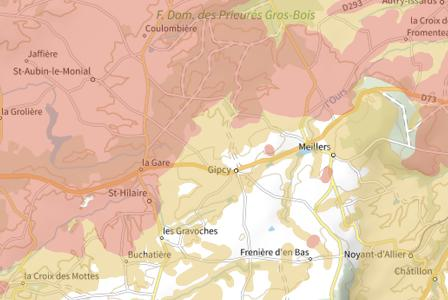 D293
Autry-Issards
F. Dom. des Prieurés Gros-Bois
la Croix de
Coulombière
Fromenteau
Jaffière
St-Aubin-le-Monial
l'Ours
D73
la Grolière
Meillers
la Gare
Gipcy
St-Hilaire
les Gravoches
Buchatière
Frenière d'en Bas
Noyant-d'Allier
Châtillon
la Croix des Mottes